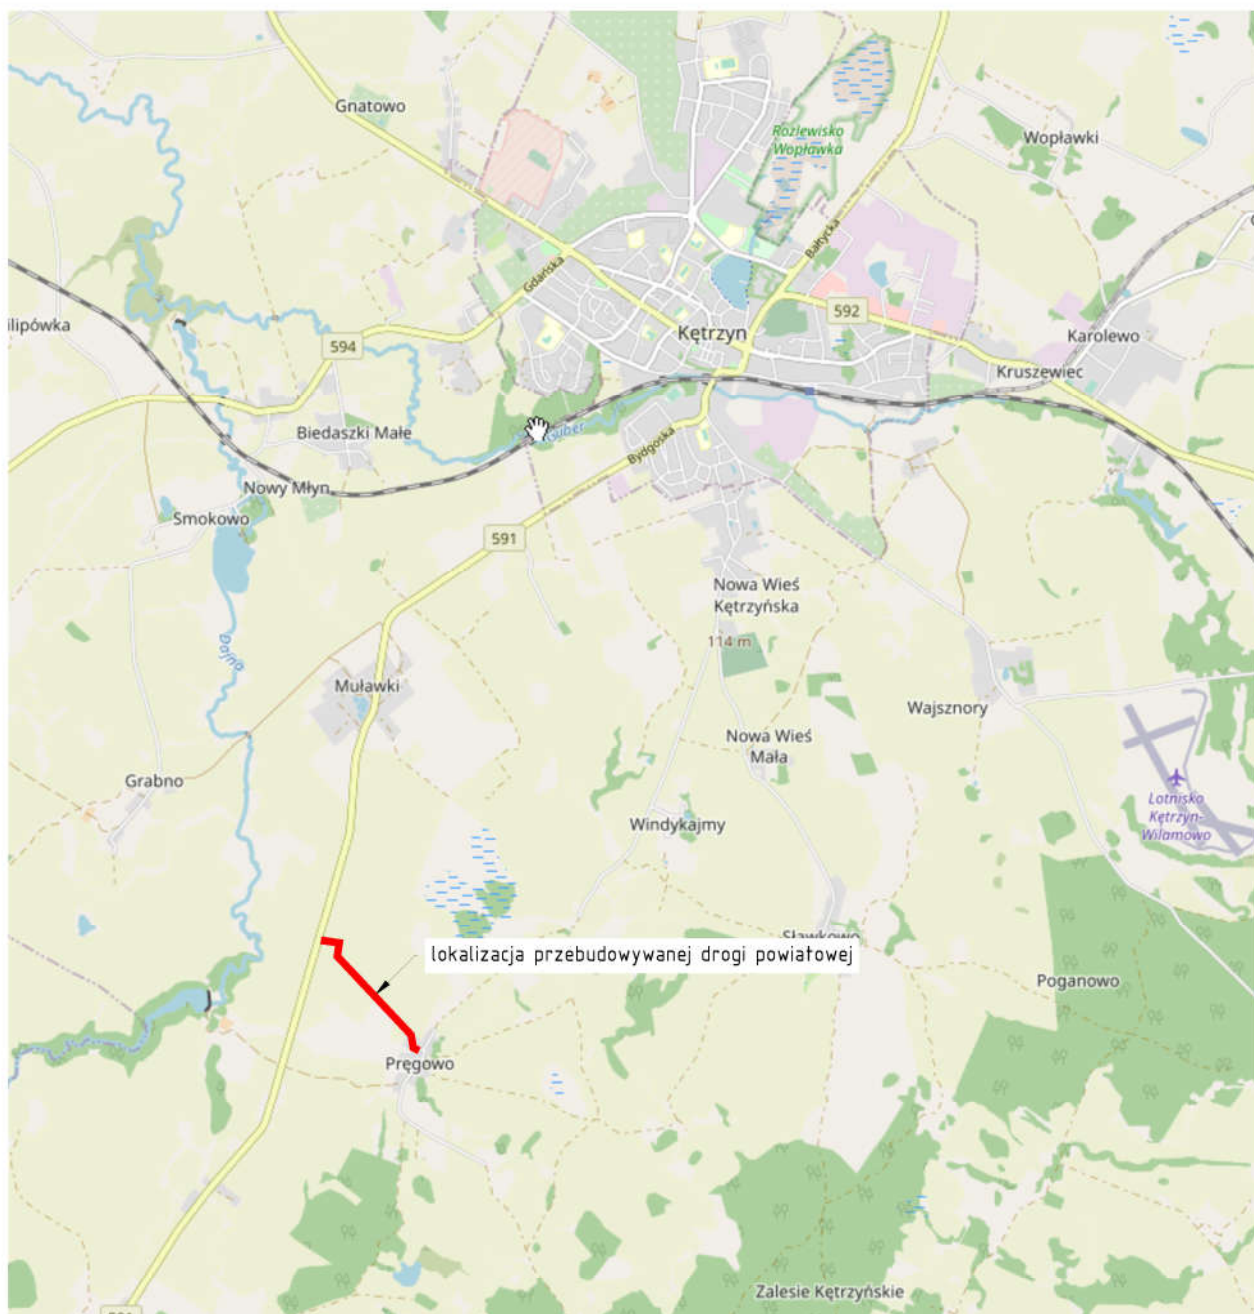 Gnatowo
Rozlewisko
Wopławka
Wopławki
Bałtycka
Gdańska
592
ilipówka
594
Kętrzyn
Karolewo
Kruszewiec
Biedaszki Małe
Guber
Bydgoska
Nowy Młyn
Smokowo
591
Nowa Wieś
Kętrzyńska
114 m
Dajna
Muławki
Wajsznory
Nowa Wieś
Mała
Grabno
Lotnisko
Kętrzyn-
Wilamowo
Windykajmy
Sławkowo
lokalizacja przebudowywanej drogi powiatowej
Poganowo
Pręgowo
Zalesie Kętrzyńskie